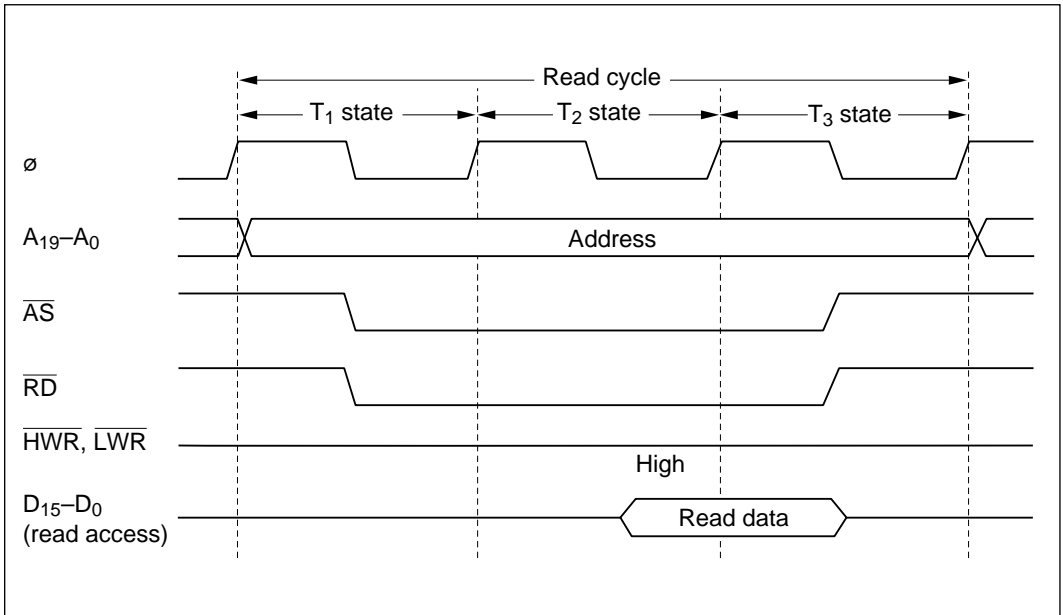 Read cycle
T1 state T2 state T3 state
ø
A19–A0 Address
AS
RD
HWR, LWR
High
D15–D0 Read data
(read access)